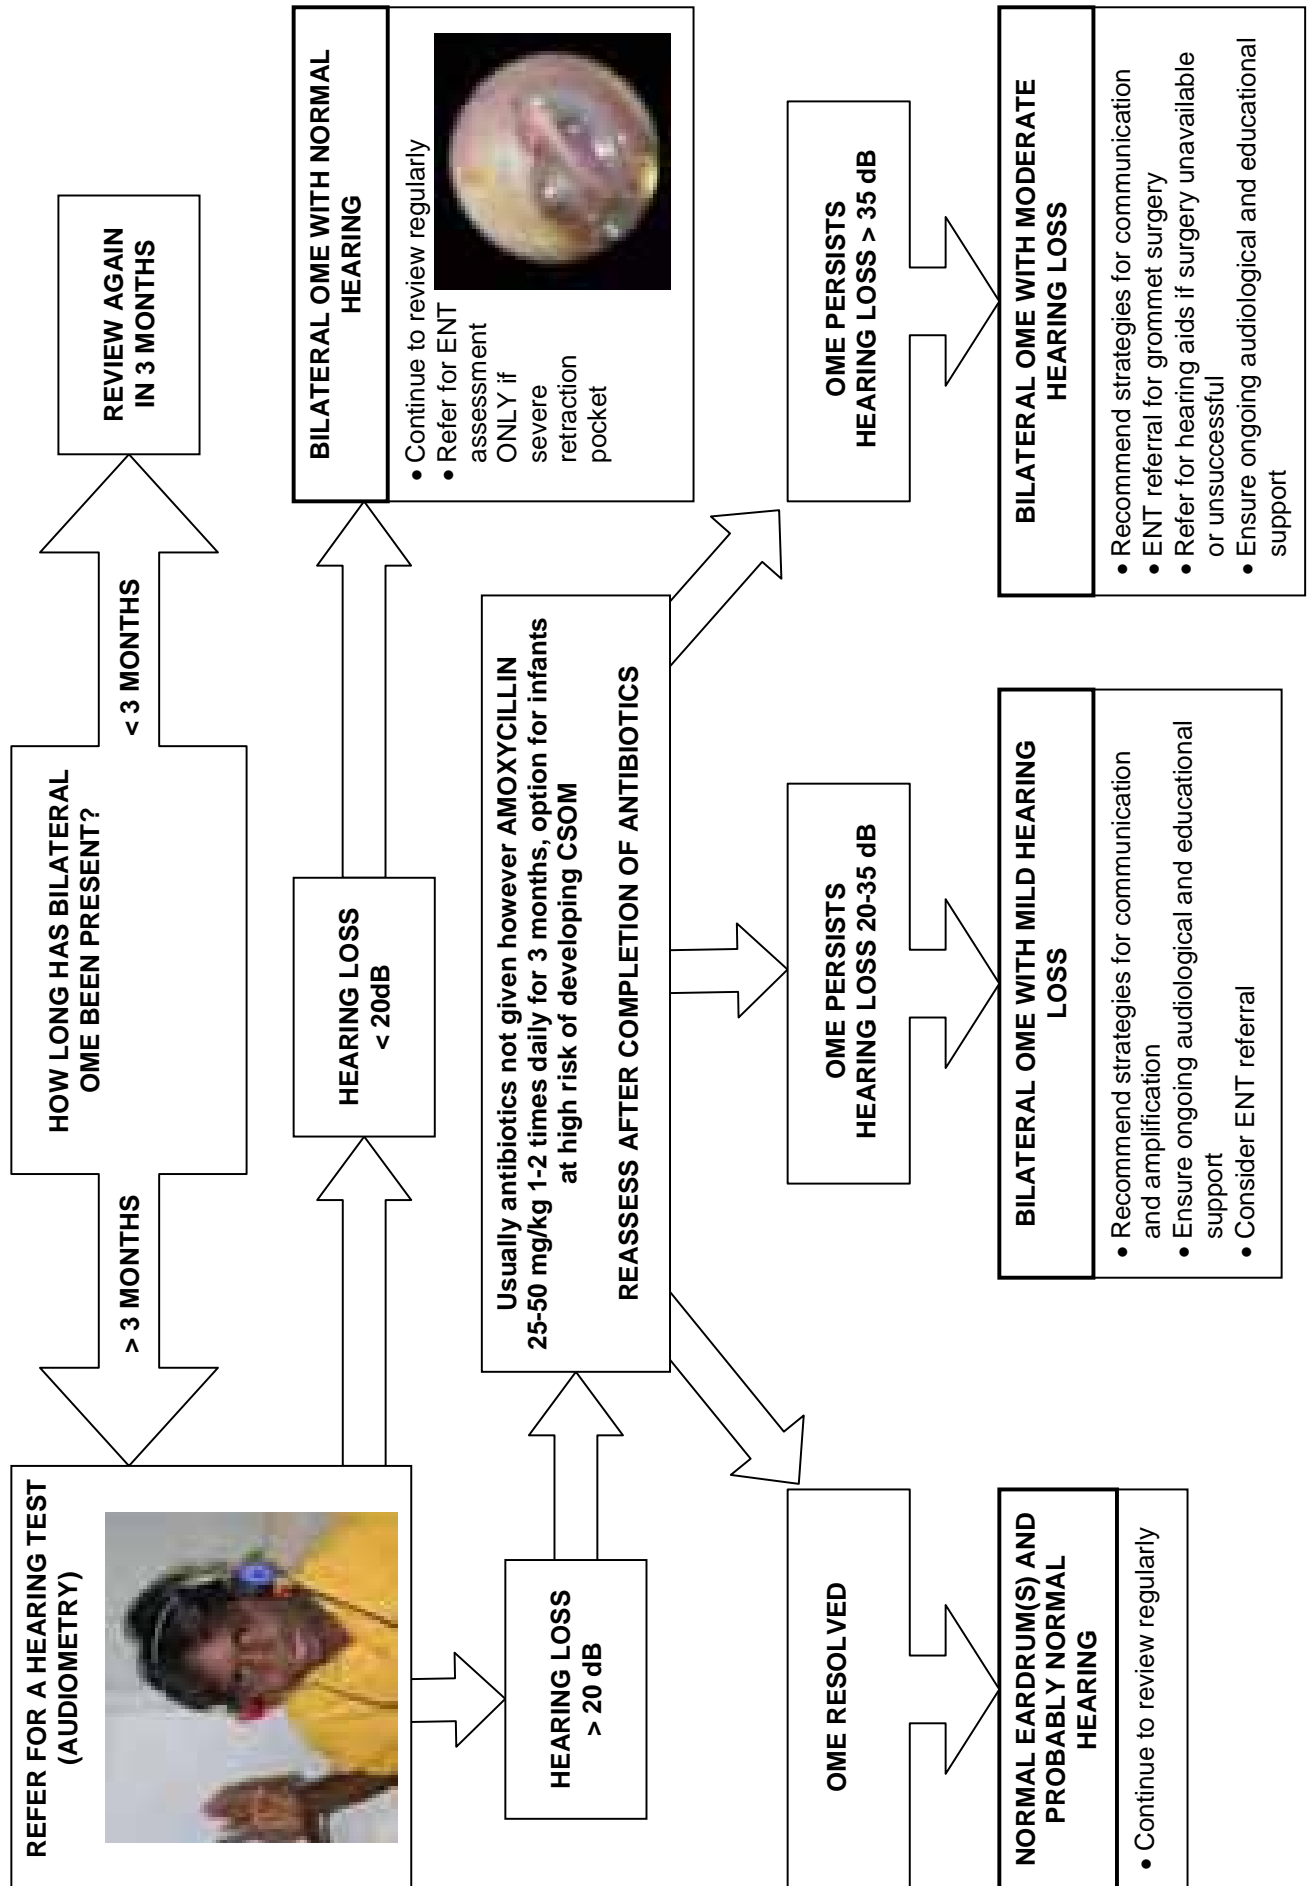 HOW LONG HAS BILATERAL
OME BEEN PRESENT?
> 3 MONTHS
< 3 MONTHS
REVIEW AGAIN
IN 3 MONTHS
REFER FOR A HEARING TEST
(AUDIOMETRY)
HEARING LOSS
< 20dB
BILATERAL OME WITH NORMAL
HEARING
• Continue to review regularly
• Refer for ENT
assessment
ONLY if
severe
retraction
pocket
HEARING LOSS
> 20 dB
Usually antibiotics not given however AMOXYCILLIN
25-50 mg/kg 1-2 times daily for 3 months, option for infants
at high risk of developing CSOM
REASSESS AFTER COMPLETION OF ANTIBIOTICS
OME RESOLVED
NORMAL EARDRUM(S) AND
PROBABLY NORMAL
HEARING
• Continue to review regularly
OME PERSISTS
HEARING LOSS 20-35 dB
BILATERAL OME WITH MILD HEARING
LOSS
• Recommend strategies for communication
and amplification
• Ensure ongoing audiological and educational
support
• Consider ENT referral
OME PERSISTS
HEARING LOSS > 35 dB
BILATERAL OME WITH MODERATE
HEARING LOSS
• Recommend strategies for communication
• ENT referral for grommet surgery
• Refer for hearing aids if surgery unavailable
or unsuccessful
• Ensure ongoing audiological and educational
support